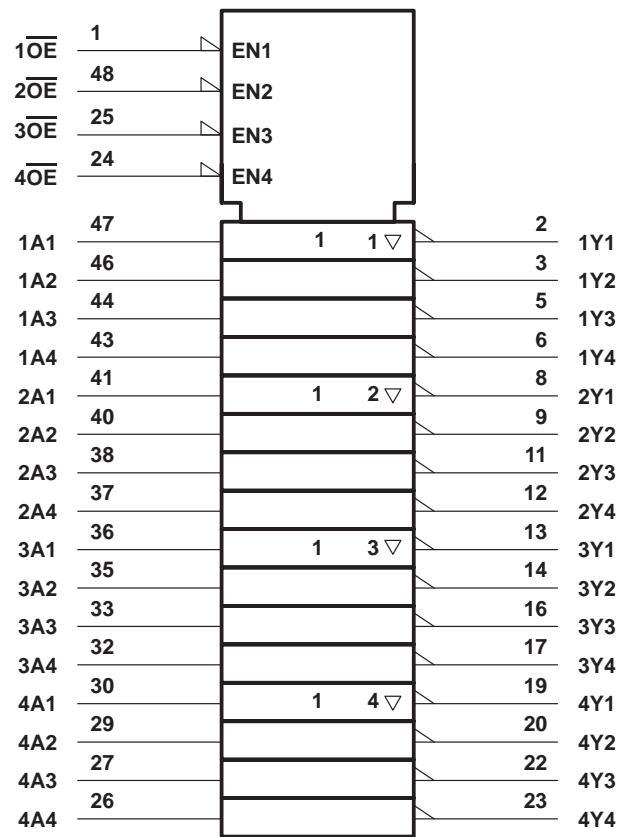 1O̅E̅ 1 EN1
2O̅E̅ 48 EN2
3O̅E̅ 25 EN3
4O̅E̅ 24 EN4
1A1 47 1 1 ▽ 2 1Y1
1A2 46 3 1Y2
1A3 44 5 1Y3
1A4 43 6 1Y4
2A1 41 1 2 ▽ 8 2Y1
2A2 40 9 2Y2
2A3 38 11 2Y3
2A4 37 12 2Y4
3A1 36 1 3 ▽ 13 3Y1
3A2 35 14 3Y2
3A3 33 16 3Y3
3A4 32 17 3Y4
4A1 30 1 4 ▽ 19 4Y1
4A2 29 20 4Y2
4A3 27 22 4Y3
4A4 26 23 4Y4